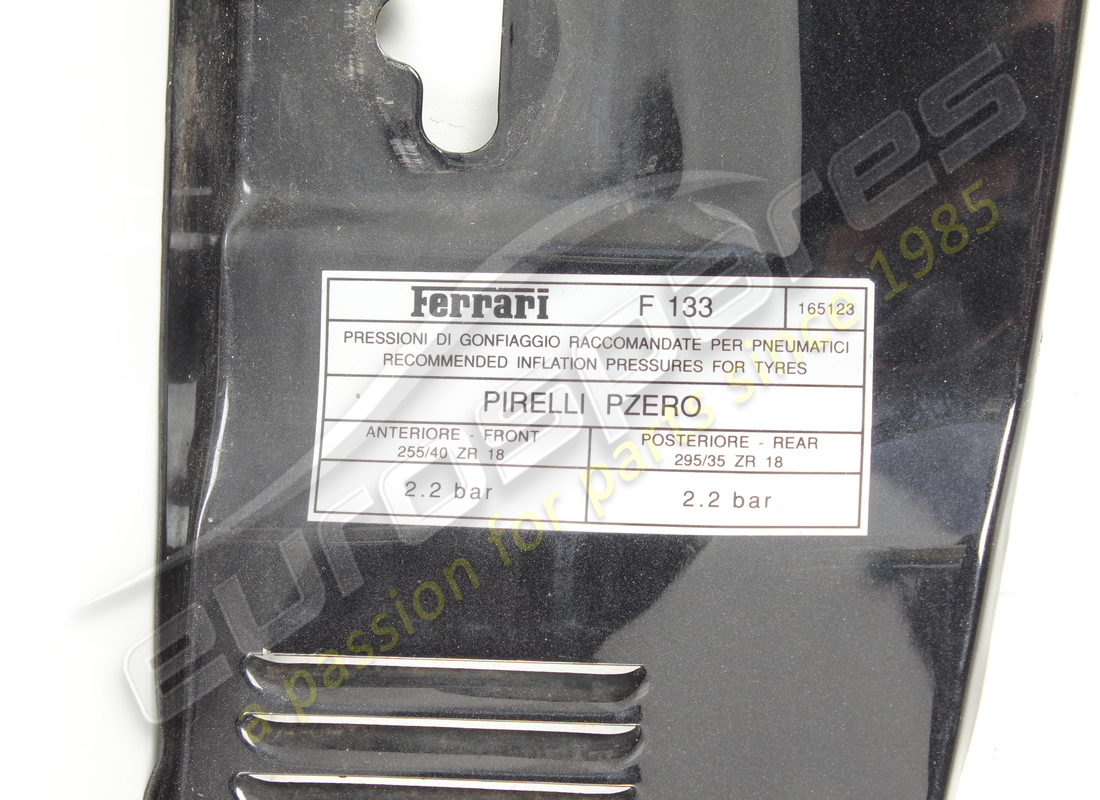 Ferrari F 133 165123
PRESSIONI DI GONFIAGGIO RACCOMANDATE PER PNEUMATICI
RECOMMENDED INFLATION PRESSURES FOR TYRES
PIRELLI PZERO
ANTERIORE - FRONT
255/40 ZR 18
POSTERIORE - REAR
295/35 ZR 18
2.2 bar
2.2 bar
eurospares
a passion for parts since 1985